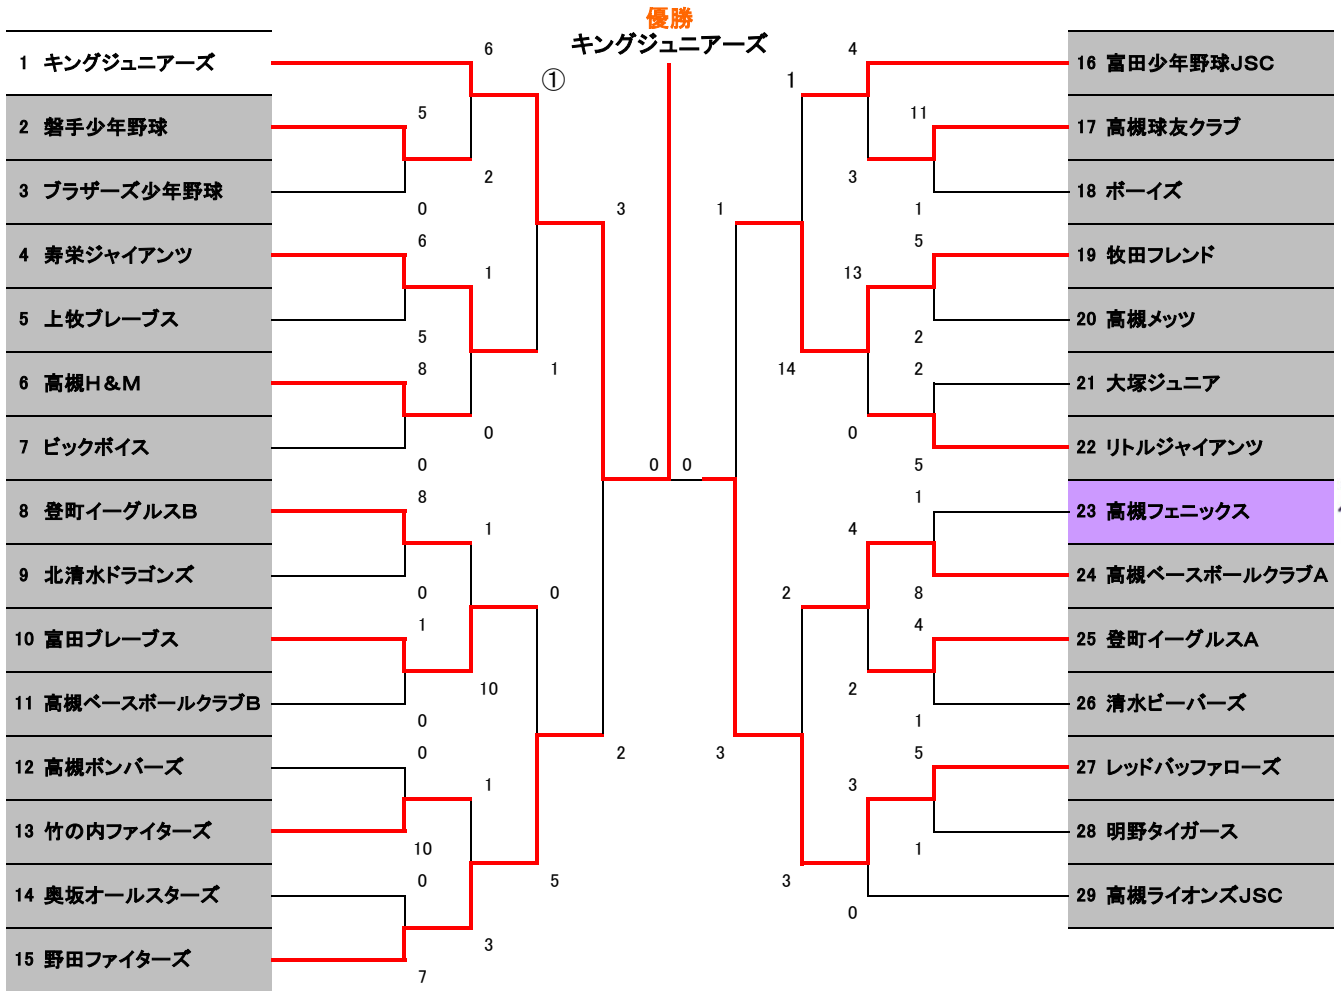 優勝
キングジュニアーズ
1 キングジュニアーズ
2 磐手少年野球
3 ブラザーズ少年野球
4 寿栄ジャイアンツ
5 上牧ブレーブス
6 高槻H&M
7 ビックボイス
8 登町イーグルスB
9 北清水ドラゴンズ
10 富田ブレーブス
11 高槻ベースボールクラブB
12 高槻ボンバーズ
13 竹の内ファイターズ
14 奥坂オールスターズ
15 野田ファイターズ
5
0
6
5
8
0
8
0
1
0
0
10
0
7
6
2
1
0
1
10
1
3
①
1
0
5
3
2
0
0
1
3
1
14
2
3
4
3
13
0
4
2
3
0
11
1
5
2
2
5
1
8
4
1
5
1
16 富田少年野球JSC
17 高槻球友クラブ
18 ボーイズ
19 牧田フレンド
20 高槻メッツ
21 大塚ジュニア
22 リトルジャイアンツ
23 高槻フェニックス
24 高槻ベースボールクラブA
25 登町イーグルスA
26 清水ビーバーズ
27 レッドバッファローズ
28 明野タイガース
29 高槻ライオンズJSC